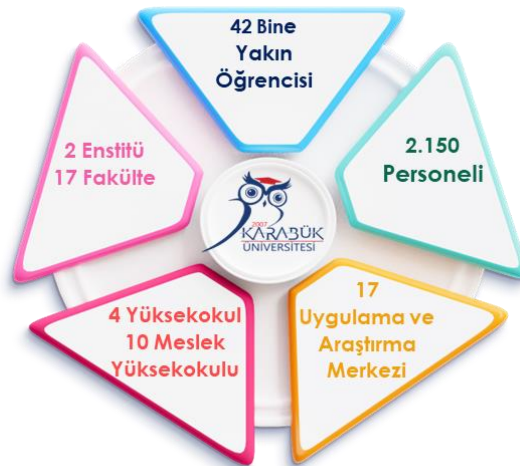 42 Bine
Yakın
Öğrencisi
2 Enstitü
17 Fakülte
2.150
Personeli
2007
KARABÜK
ÜNİVERSİTESİ
4 Yüksekokul
10 Meslek
Yüksekokulu
17
Uygulama ve
Araştırma
Merkezi